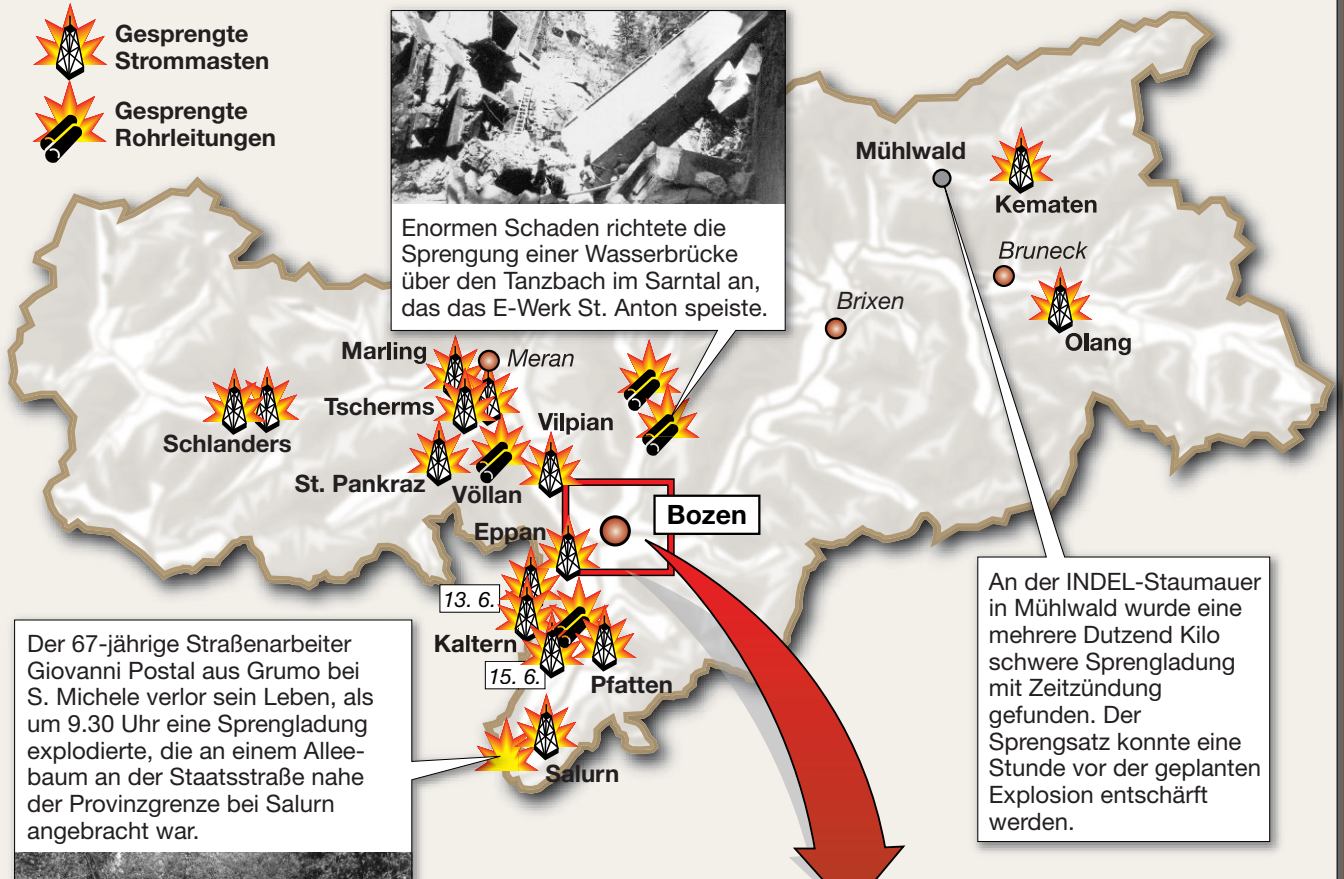 Gesprengte
Strommasten
Gesprengte
Rohrleitungen
Enormen Schaden richtete die
Sprengung einer Wasserbrücke
über den Tanzbach im Sarntal an,
das das E-Werk St. Anton speiste.
Mühlwald
Kematen
Bruneck
Brixen
Olang
Marling
Meran
Tscherms
Vilpian
Schlanders
St. Pankraz
Völlan
Bozen
Eppan
13. 6.
Kaltern
15. 6.
Pfatten
Salurn
Der 67-jährige Straßenarbeiter
Giovanni Postal aus Grumo bei
S. Michele verlor sein Leben, als
um 9.30 Uhr eine Sprengladung
explodierte, die an einem Allee-
baum an der Staatsstraße nahe
der Provinzgrenze bei Salurn
angebracht war.
An der INDEL-Staumauer
in Mühlwald wurde eine
mehrere Dutzend Kilo
schwere Sprengladung
mit Zeitzündung
gefunden. Der
Sprengsatz konnte eine
Stunde vor der geplanten
Explosion entschärft
werden.